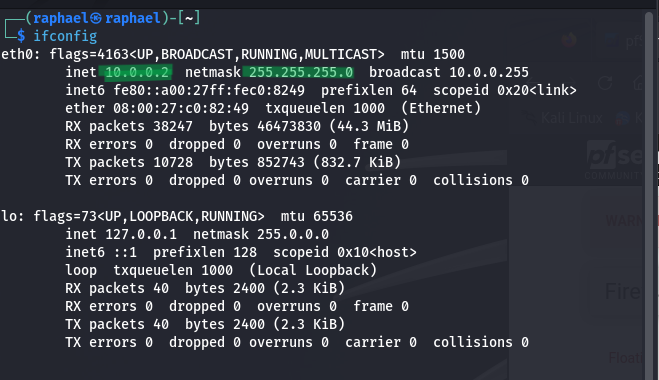 (raphael㉿raphael)-[~]
$ ifconfig
eth0: flags=4163<UP,BROADCAST,RUNNING,MULTICAST>  mtu 1500
inet 10.0.0.2  netmask 255.255.255.0  broadcast 10.0.0.255
inet6 fe80::a00:27ff:fec0:8249  prefixlen 64  scopeid 0x20<link>
ether 08:00:27:c0:82:49  txqueuelen 1000  (Ethernet)
RX packets 38247  bytes 46473830 (44.3 MiB)
RX errors 0  dropped 0  overruns 0  frame 0
TX packets 10728  bytes 852743 (832.7 KiB)
TX errors 0  dropped 0 overruns 0  carrier 0  collisions 0
lo: flags=73<UP,LOOPBACK,RUNNING>  mtu 65536
inet 127.0.0.1  netmask 255.0.0.0
inet6 ::1  prefixlen 128  scopeid 0x10<host>
loop  txqueuelen 1000  (Local Loopback)
RX packets 40  bytes 2400 (2.3 KiB)
RX errors 0  dropped 0  overruns 0  frame 0
TX packets 40  bytes 2400 (2.3 KiB)
TX errors 0  dropped 0 overruns 0  carrier 0  collisions 0
Kali Linux
pfse
COMMUNITY
WARN
Fire
Float